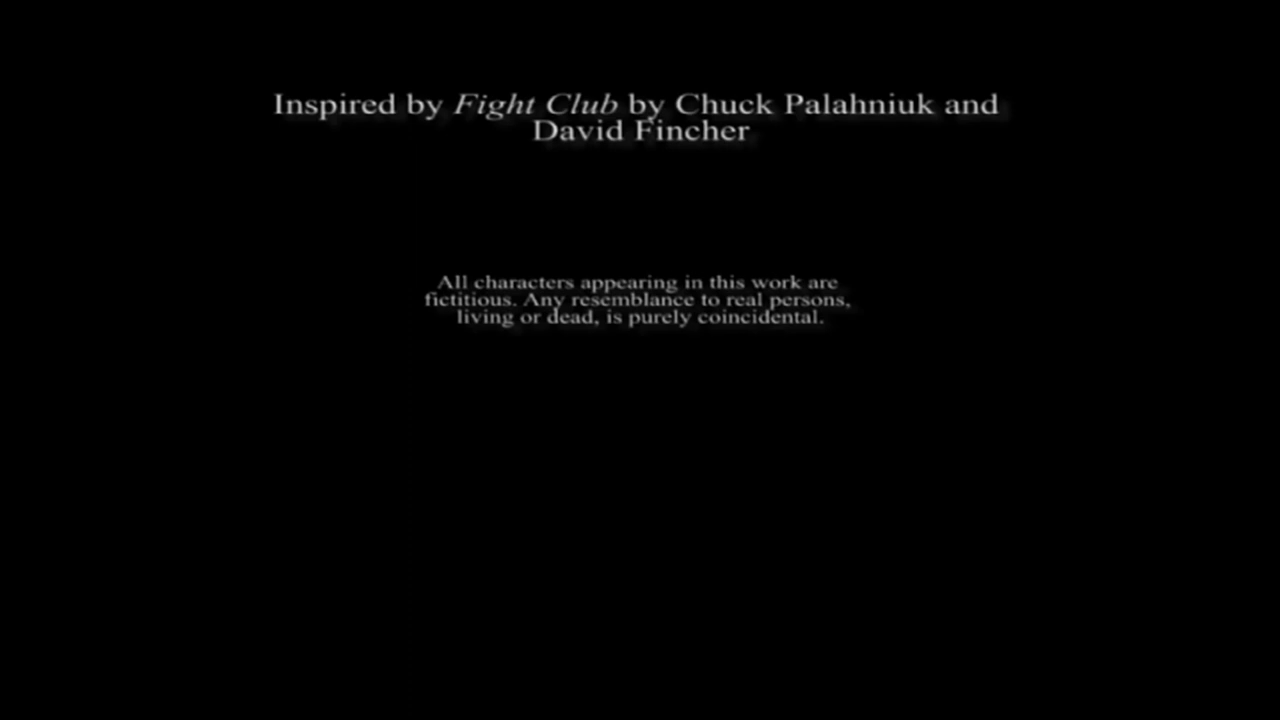 Inspired by Fight Club by Chuck Palahniuk and
David Fincher
All characters appearing in this work are
fictitious. Any resemblance to real persons,
living or dead, is purely coincidental.